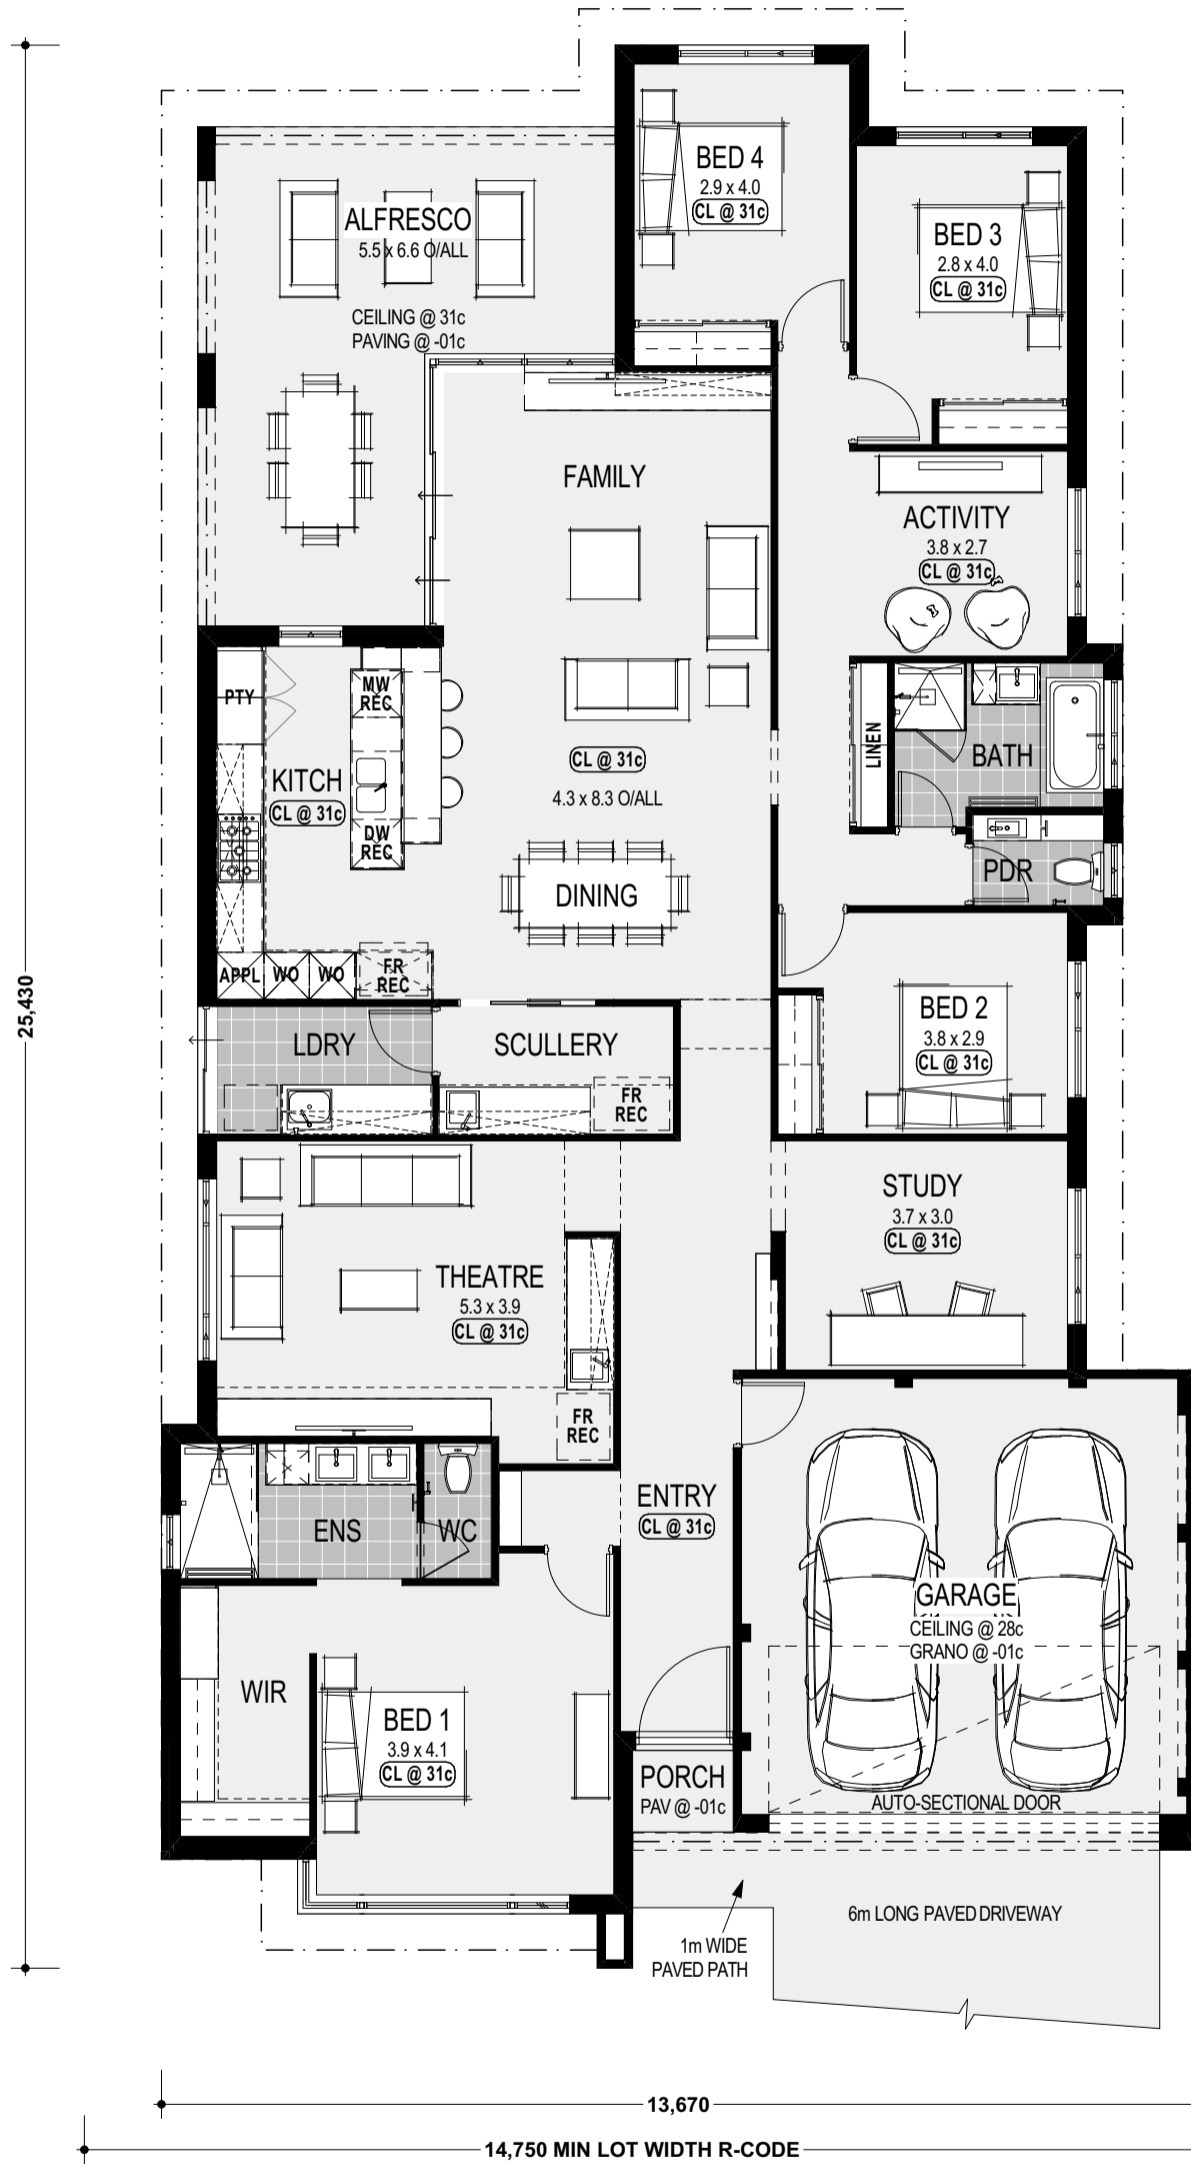 BED 4
2.9 x 4.0
CL @ 31c
ALFRESCO
5.5 x 6.6 O/ALL
CEILING @ 31c
PAVING @ -01c
BED 3
2.8 x 4.0
CL @ 31c
FAMILY
ACTIVITY
3.8 x 2.7
CL @ 31c
PTY
MW
REC
KITCH
CL @ 31c
DW
REC
CL @ 31c
4.3 x 8.3 O/ALL
DINING
LINEN
BATH
PDR
APPL
WO
WO
FR
REC
25,430
LDRY
SCULLERY
FR
REC
BED 2
3.8 x 2.9
CL @ 31c
STUDY
3.7 x 3.0
CL @ 31c
THEATRE
5.3 x 3.9
CL @ 31c
FR
REC
ENS
WC
ENTRY
CL @ 31c
GARAGE
CEILING @ 28c
GRANO @ -01c
WIR
BED 1
3.9 x 4.1
CL @ 31c
PORCH
PAV @ -01c
AUTO-SECTIONAL DOOR
6m LONG PAVED DRIVEWAY
1m WIDE
PAVED PATH
13,670
14,750 MIN LOT WIDTH R-CODE